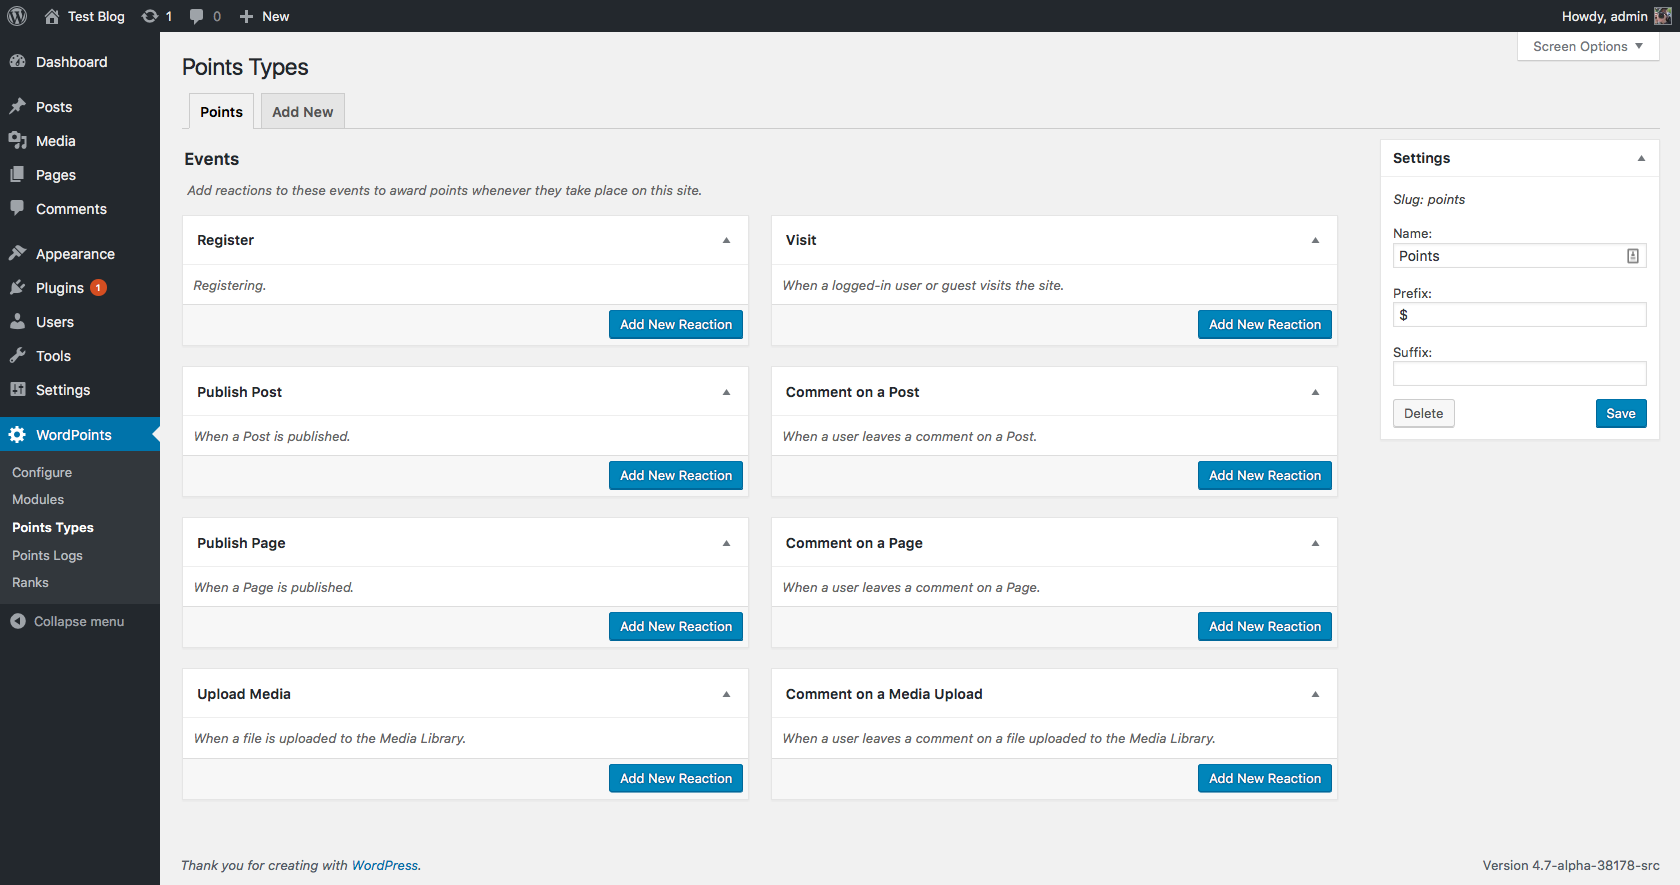 Test Blog 1 0 New Howdy, admin
Screen Options
Dashboard
Posts
Media
Pages
Comments
Appearance
Plugins 1
Users
Tools
Settings
WordPoints
Configure
Modules
Points Types
Points Logs
Ranks
Collapse menu
Points Types
Points Add New
Events
Add reactions to these events to award points whenever they take place on this site.
Register
Registering.
Add New Reaction
Visit
When a logged-in user or guest visits the site.
Add New Reaction
Publish Post
When a Post is published.
Add New Reaction
Comment on a Post
When a user leaves a comment on a Post.
Add New Reaction
Publish Page
When a Page is published.
Add New Reaction
Comment on a Page
When a user leaves a comment on a Page.
Add New Reaction
Upload Media
When a file is uploaded to the Media Library.
Add New Reaction
Comment on a Media Upload
When a user leaves a comment on a file uploaded to the Media Library.
Add New Reaction
Settings
Slug: points
Name:
Points
Prefix:
$
Suffix:
Delete Save
Thank you for creating with WordPress. Version 4.7-alpha-38178-src